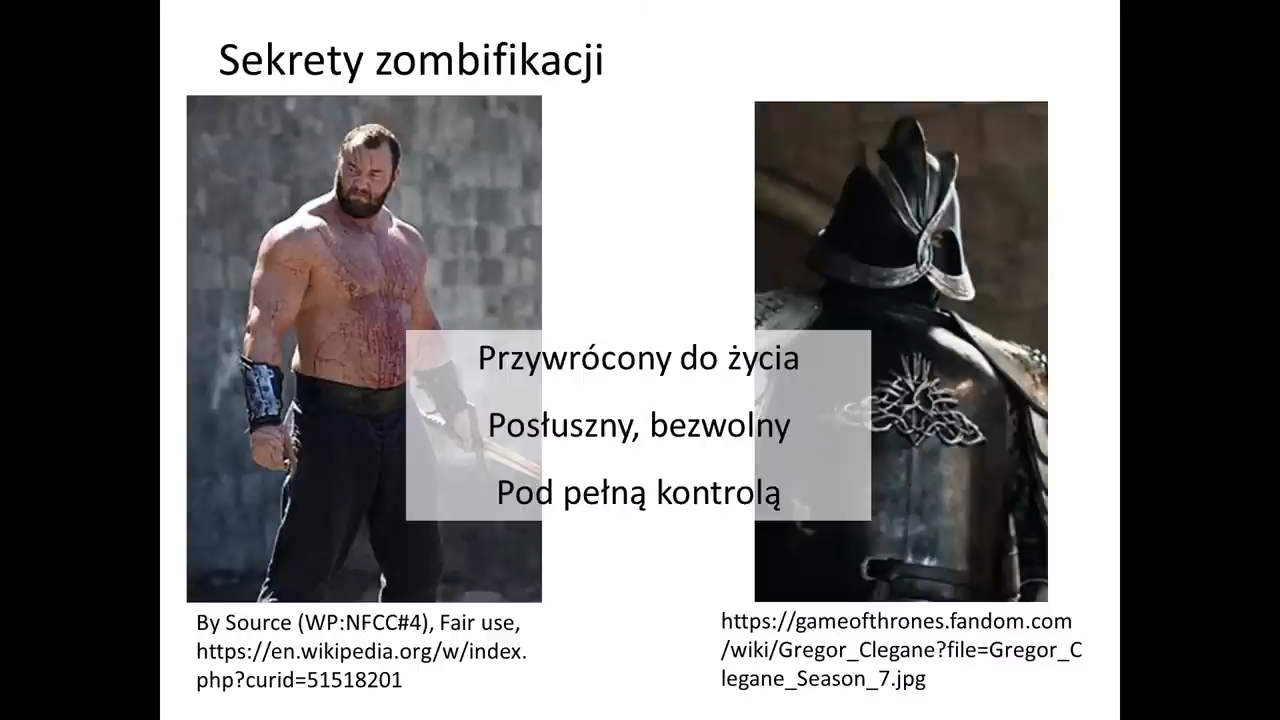 Sekrety zombifikacji
Przywrócony do życia
Posłuszny, bezwolny
Pod pełną kontrolą
By Source (WP:NFCC#4), Fair use,
https://en.wikipedia.org/w/index.
php?curid=51518201
https://gameofthrones.fandom.com
/wiki/Gregor_Clegane?file=Gregor_C
legane_Season_7.jpg